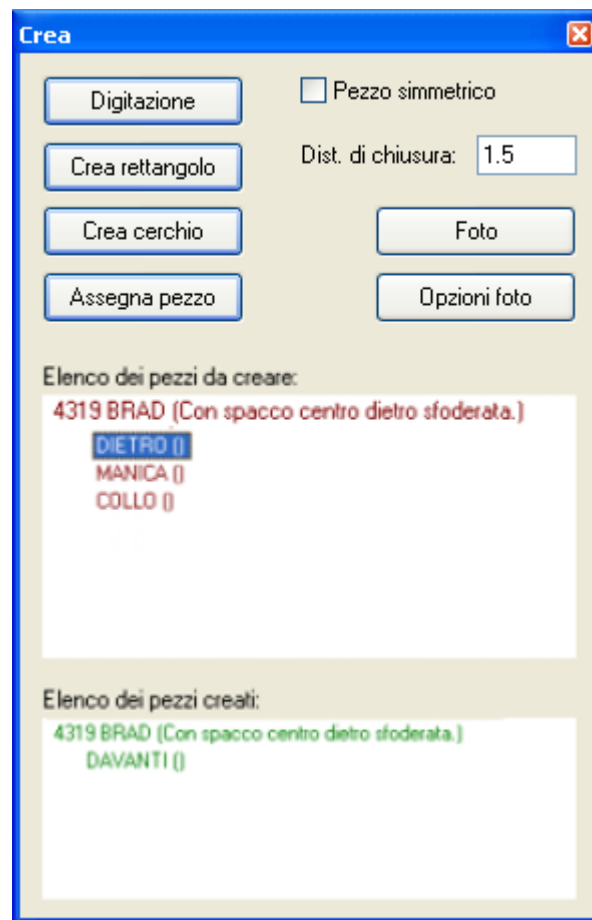 Crea
Digitazione
Pezzo simmetrico
Crea rettangolo
Dist. di chiusura: 1.5
Crea cerchio
Foto
Assegna pezzo
Opzioni foto
Elenco dei pezzi da creare:
4319 BRAD (Con spacco centro dietro sfoderata.)
DIETRO ()
MANICA ()
COLLO ()
Elenco dei pezzi creati:
4319 BRAD (Con spacco centro dietro sfoderata.)
DAVANTI ()